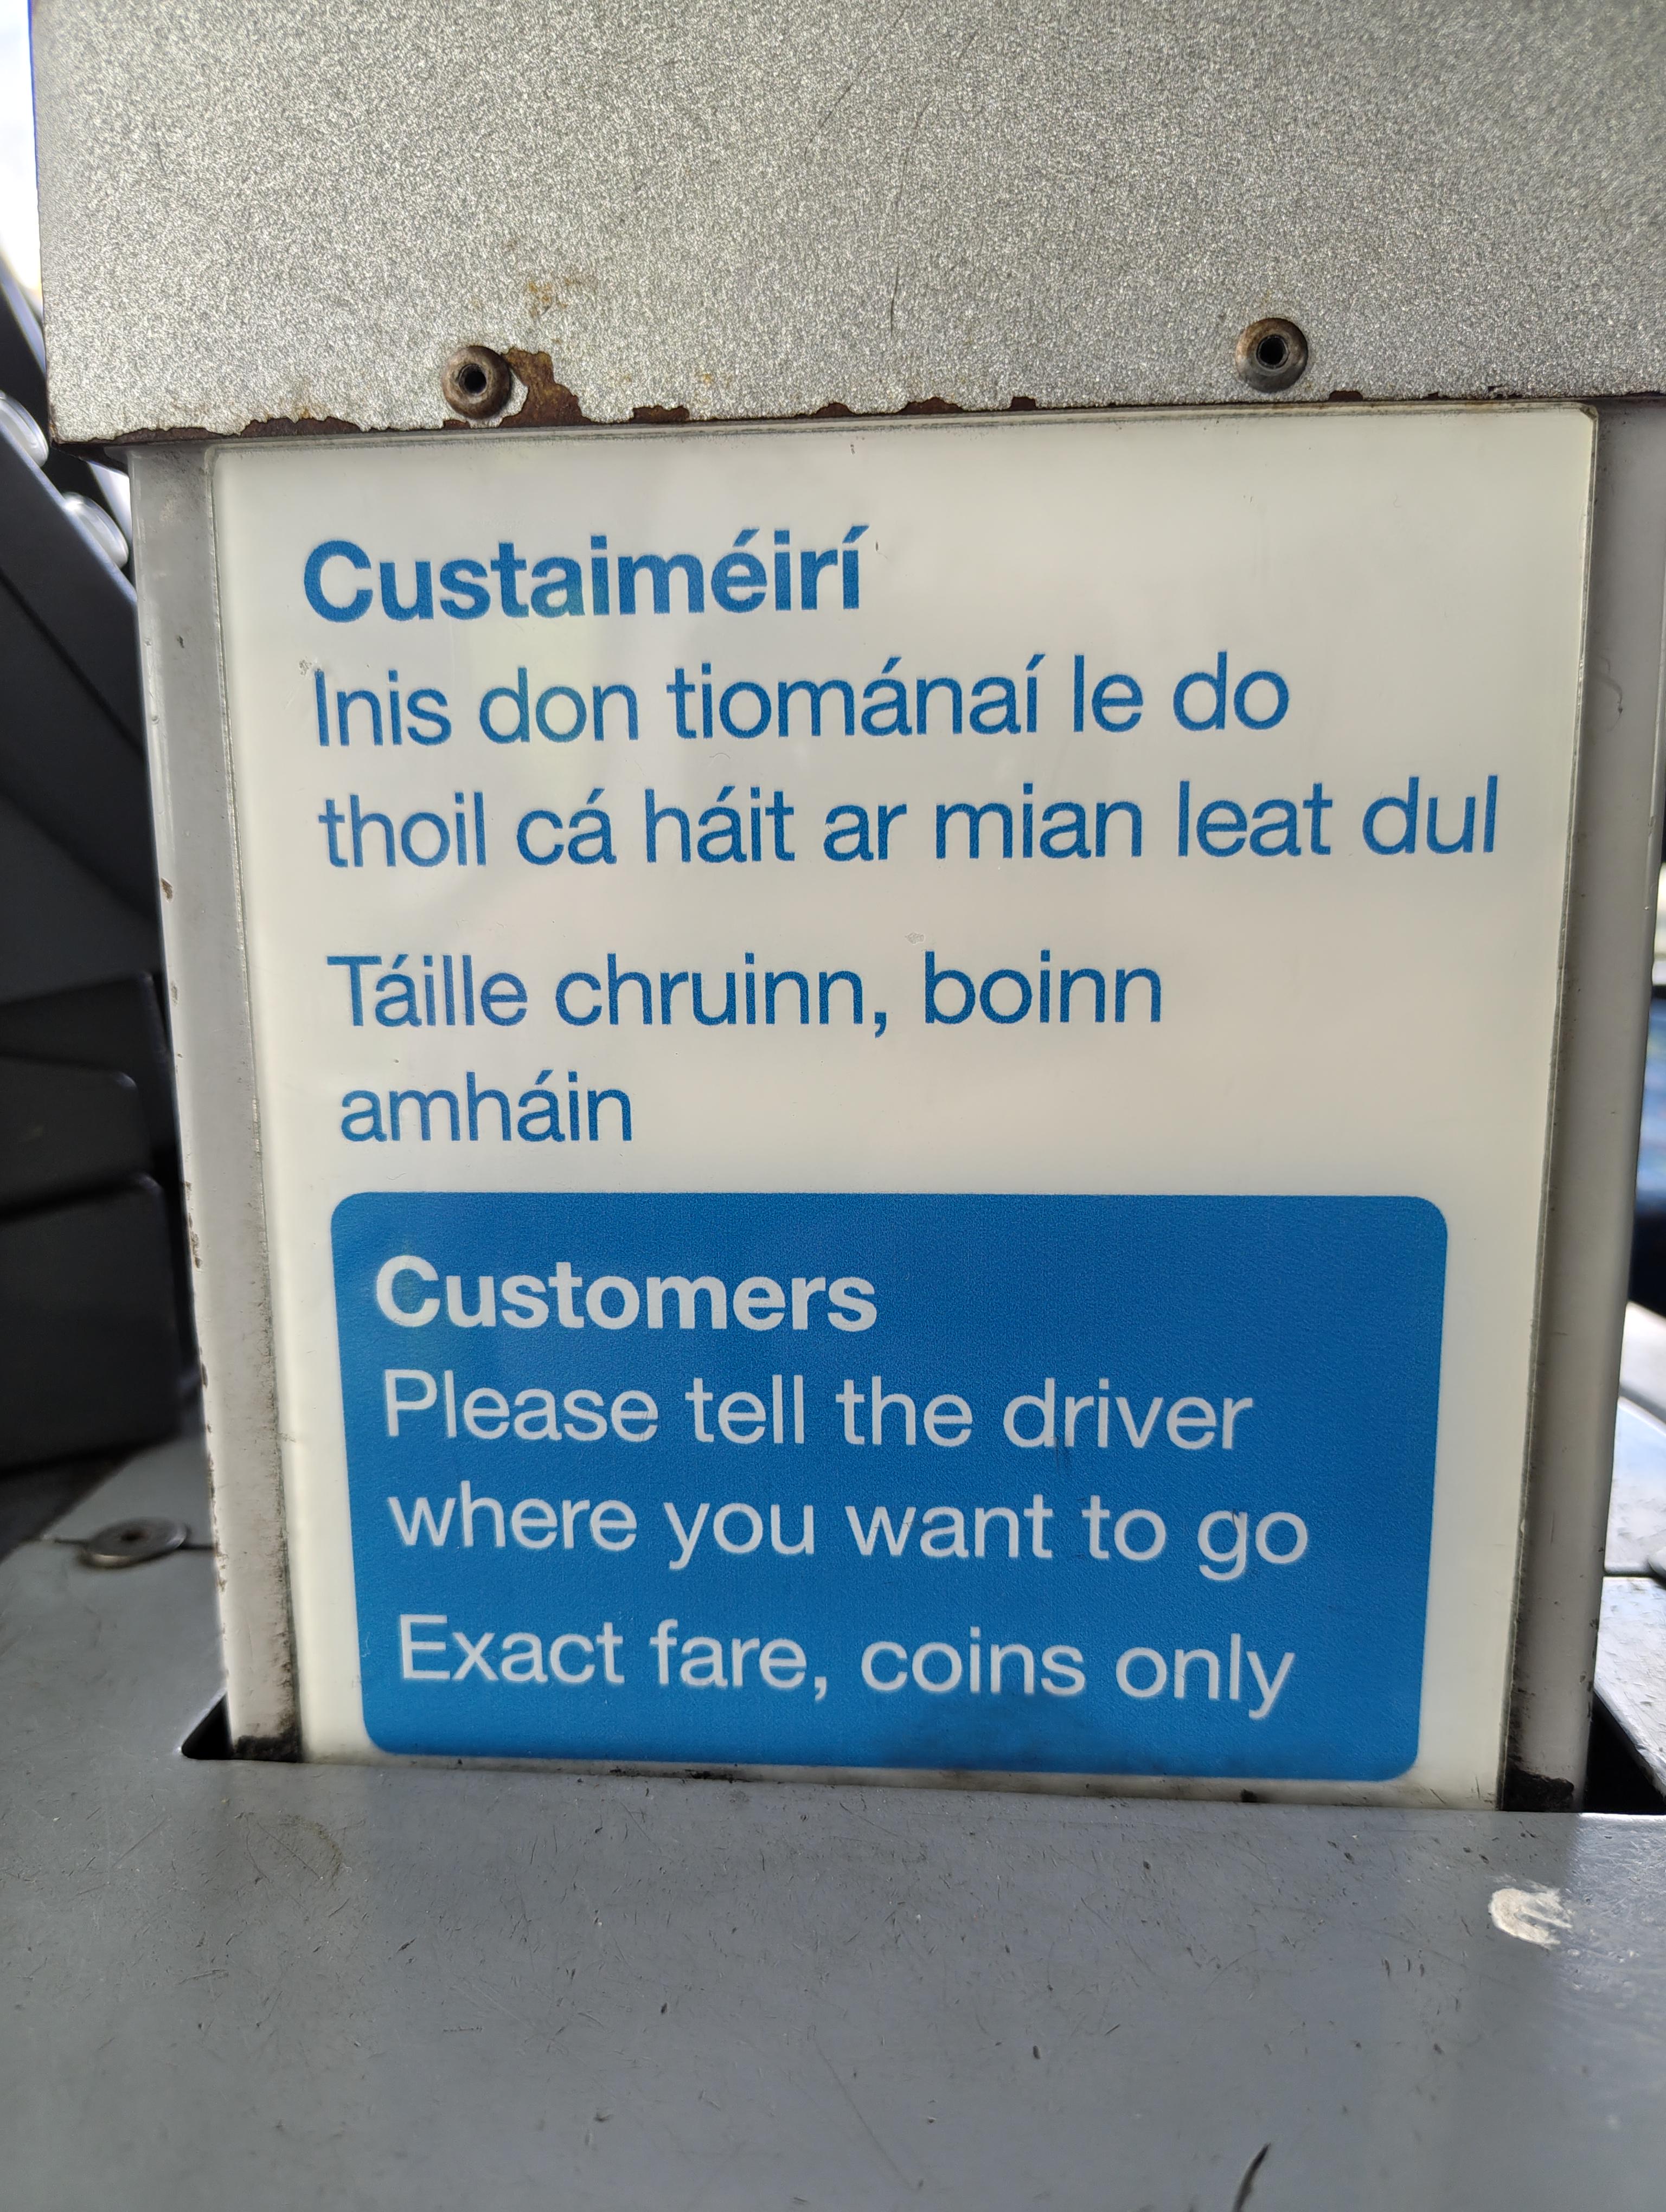 Custaiméirí
Inis don tiománaí le do
thoil cá háit ar mian leat dul
Táille chruinn, boinn
amháin
Customers
Please tell the driver
where you want to go
Exact fare, coins only